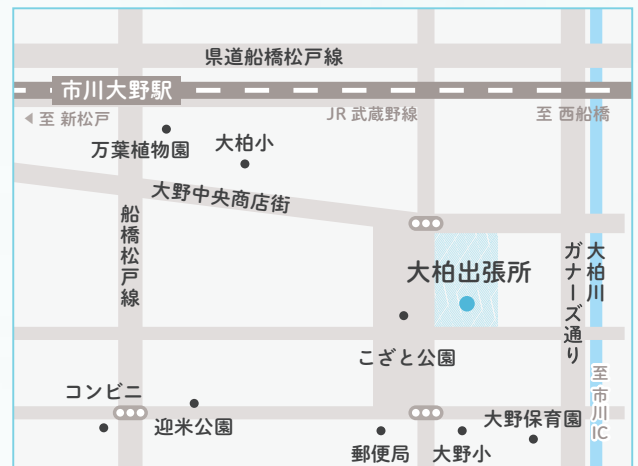 県道船橋松戸線
市川大野駅
至 新松戸
JR 武蔵野線
至 西船橋
万葉植物園
大柏小
大野中央商店街
船橋松戸線
大柏出張所
大柏川
ガナーズ通り
こざと公園
至 市川IC
コンビニ
迎米公園
大野保育園
郵便局
大野小